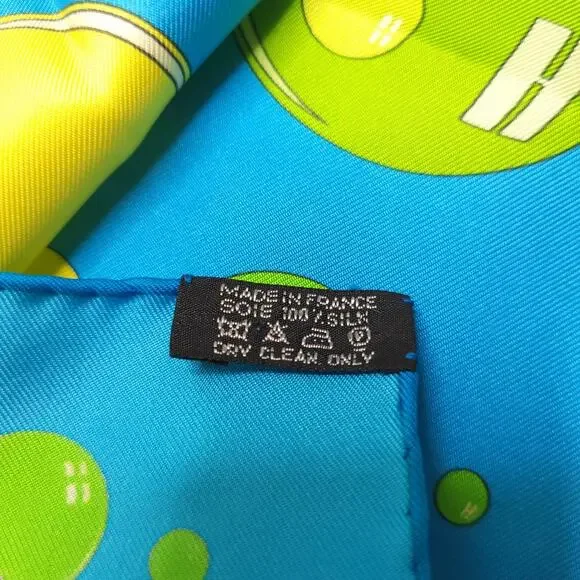 MADE IN FRANCE
SOIE 100% SILK
P
DRY CLEAN ONLY
H
H
H